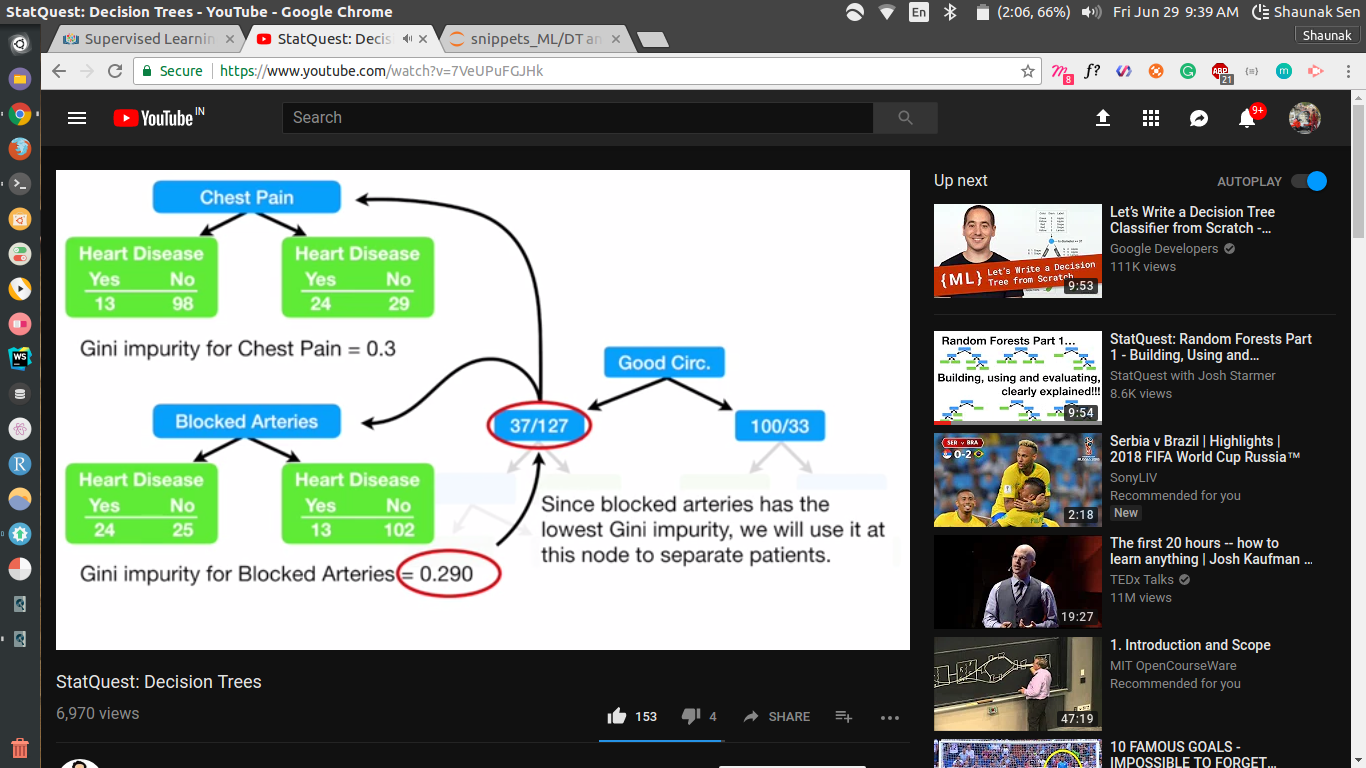 StatQuest: Decision Trees - YouTube - Google Chrome
En
(2:06, 66%)
Fri Jun 29 9:39 AM
Shaunak Sen
Supervised Learnin
StatQuest: Decis
snippets_ML/DT an
Shaunak
Secure
https://www.youtube.com/watch?v=7VeUPuFGJHk
8
f?
ABP
21
m
YouTube IN
Search
9+
Chest Pain
Heart Disease
Yes No
13 98
Heart Disease
Yes No
24 29
Gini impurity for Chest Pain = 0.3
Good Circ.
Blocked Arteries
37/127
100/33
Heart Disease
Yes No
24 25
Heart Disease
Yes No
13 102
Since blocked arteries has the
lowest Gini impurity, we will use it at
this node to separate patients.
Gini impurity for Blocked Arteries = 0.290
StatQuest: Decision Trees
6,970 views
153
4
SHARE
Up next
AUTOPLAY
{ML} Let's Write a Decision
Tree from Scratch
9:53
Let's Write a Decision Tree
Classifier from Scratch -...
Google Developers
111K views
Random Forests Part 1...
Building, using and evaluating,
clearly explained!!!
9:54
StatQuest: Random Forests Part
1 - Building, Using and...
StatQuest with Josh Starmer
8.6K views
SER v BRA
0-2
2:18
Serbia v Brazil | Highlights |
2018 FIFA World Cup Russia™
SonyLIV
Recommended for you
New
19:27
The first 20 hours -- how to
learn anything | Josh Kaufman ...
TEDx Talks
11M views
47:19
1. Introduction and Scope
MIT OpenCourseWare
Recommended for you
10 FAMOUS GOALS -
IMPOSSIBLE TO FORGET...